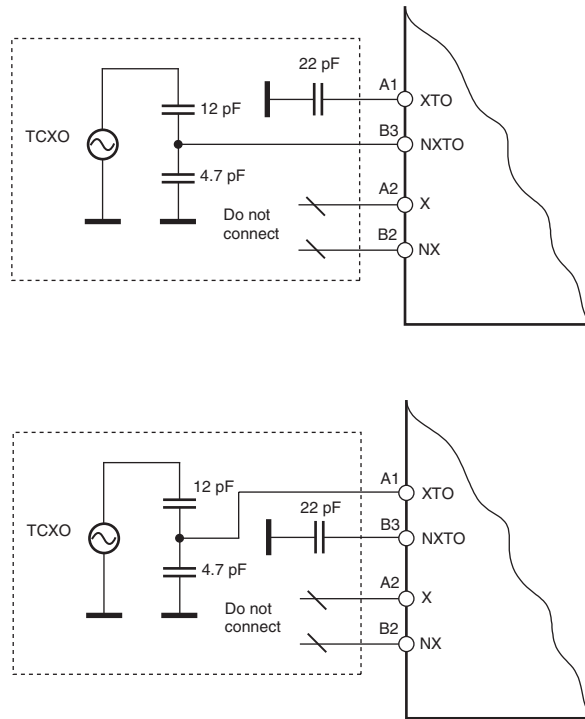 22 pF
A1
XTO
12 pF
TCXO
B3
NXTO
4.7 pF
A2
X
Do not
connect
B2
NX
A1
XTO
12 pF
22 pF
TCXO
B3
NXTO
4.7 pF
A2
X
Do not
connect
B2
NX